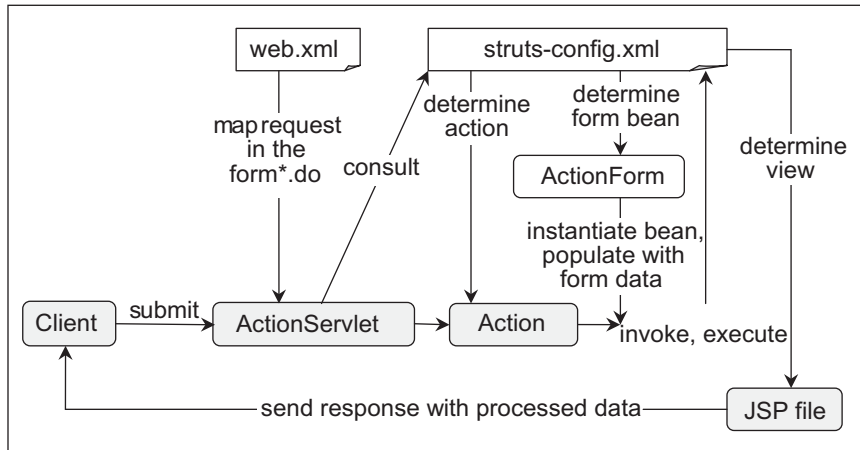 web.xml
struts-config.xml
map request
in the
form*.do
consult
determine
action
determine
form bean
determine
view
ActionForm
instantiate bean,
populate with
form data
Client
submit
ActionServlet
Action
invoke, execute
send response with processed data
JSP file